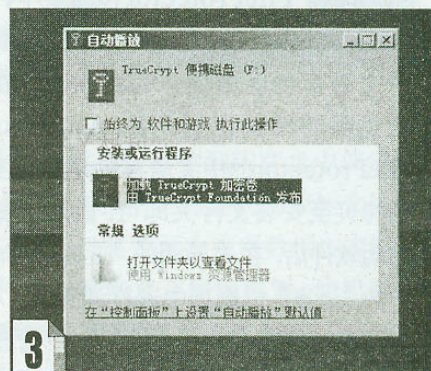 自动播放
TrueCrypt 便携磁盘 (F:)
始终为 软件和游戏 执行此操作
安装或运行程序
加载 TrueCrypt 加密卷
由 TrueCrypt Foundation 发布
常规 选项
打开文件夹以查看文件
使用 Windows 资源管理器
在“控制面板”上设置“自动播放”默认值
3